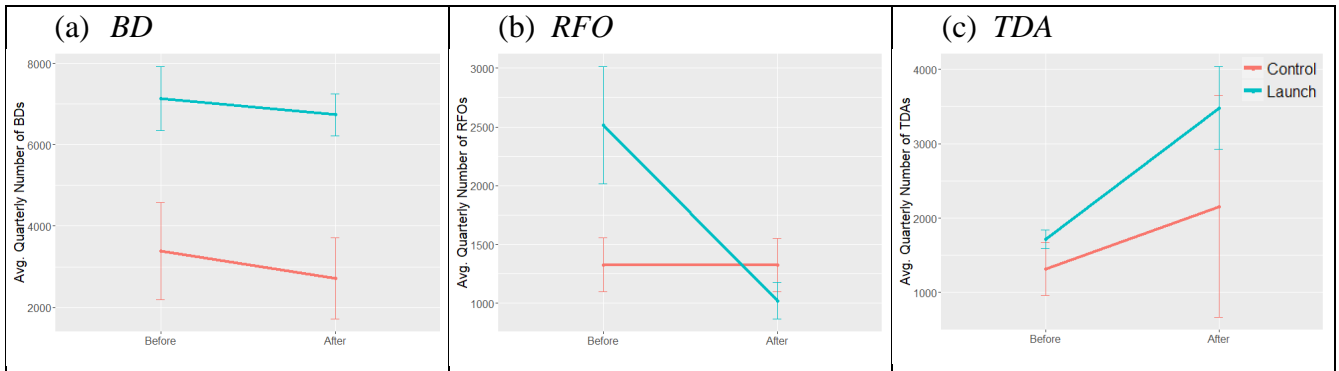 (a) BD
Avg. Quarterly Number of BDs
8000
6000
4000
2000
Before
After
(b) RFO
Avg. Quarterly Number of RFOs
3000
2500
2000
1500
1000
Before
After
(c) TDA
Avg. Quarterly Number of TDAs
4000
3000
2000
1000
Control
Launch
Before
After